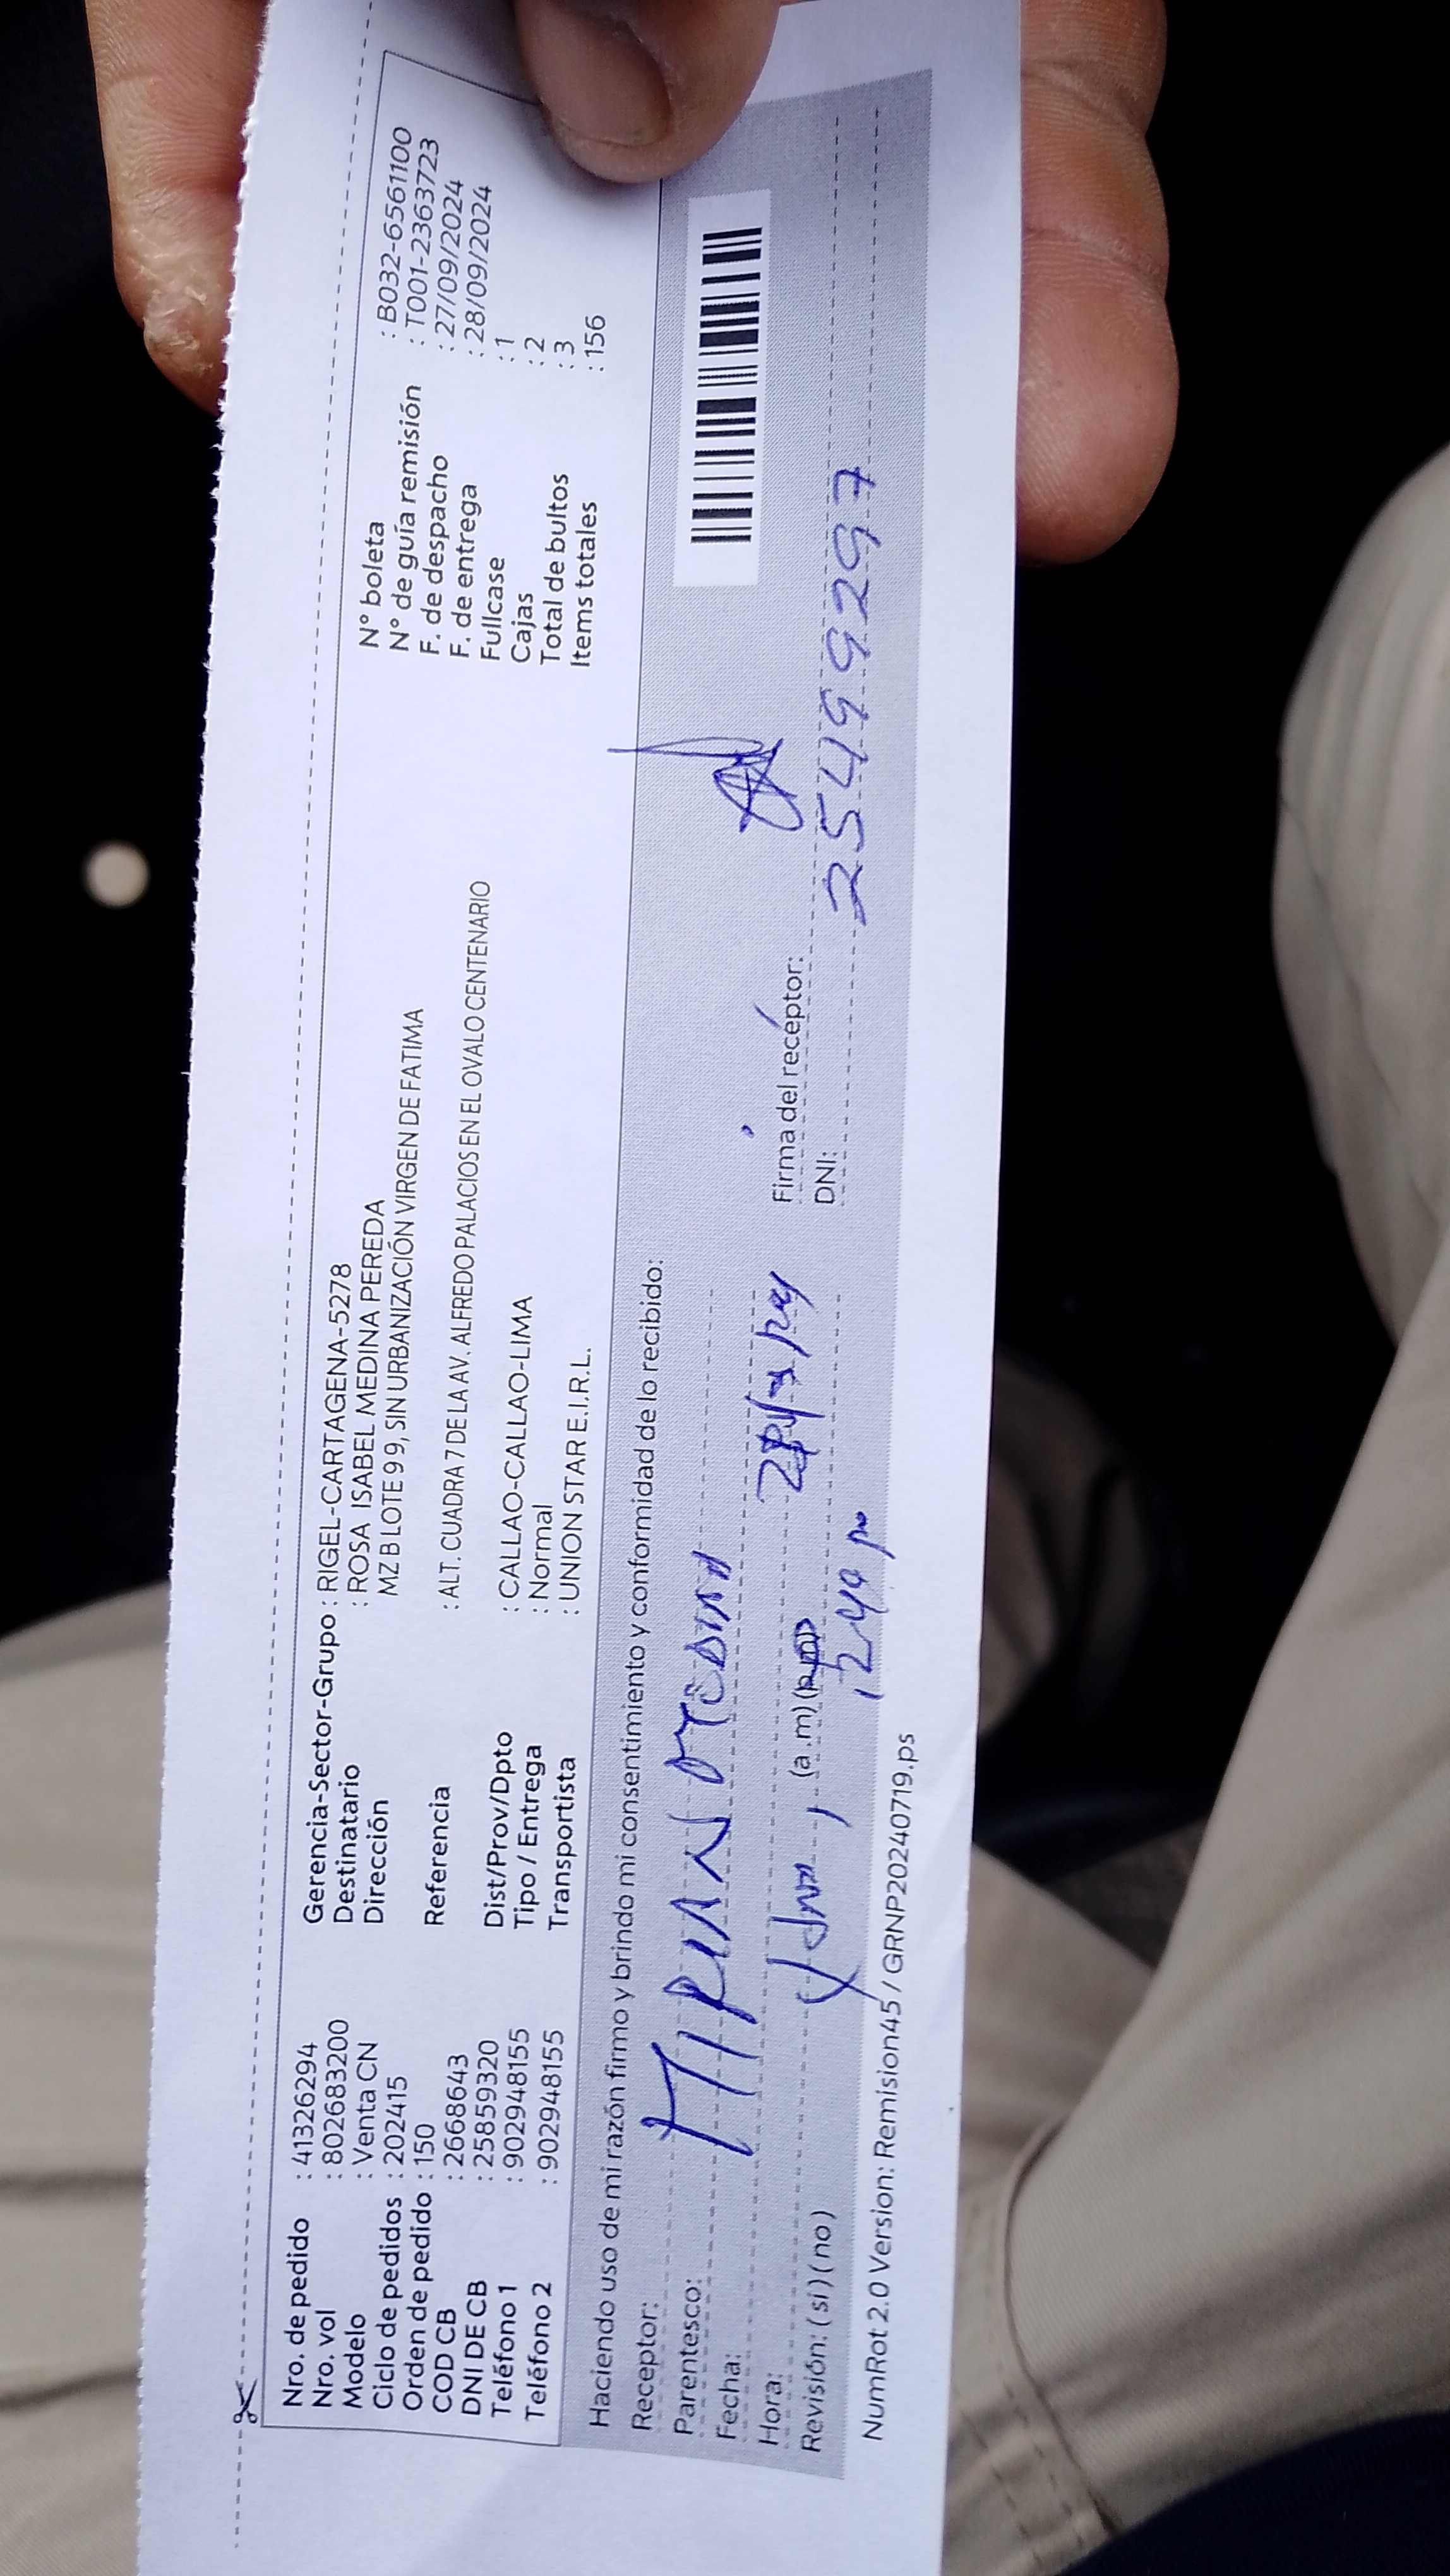 Nro. de pedido : 41326294
Nro. vol : 802683200
Modelo : Venta CN
Ciclo de pedidos : 202415
Orden de pedido : 150
COD CB : 2668643
DNI DE CB : 25859320
Teléfono 1 : 902948155
Teléfono 2 : 902948155
Gerencia-Sector-Grupo : RIGEL-CARTAGENA-5278
Destinatario : ROSA ISABEL MEDINA PEREDA
Dirección MZ B LOTE 9 9, SIN URBANIZACIÓN VIRGEN DE FATIMA
Referencia : ALT. CUADRA 7 DE LA AV. ALFREDO PALACIOS EN EL OVALO CENTENARIO
Dist/Prov/Dpto : CALLAO-CALLAO-LIMA
Tipo / Entrega : Normal
Transportista : UNION STAR E.I.R.L.
N° boleta : B032-6561100
N° de guía remisión : T001-2363723
F. de despacho : 27/09/2024
F. de entrega : 28/09/2024
Fullcase : 1
Cajas : 2
Total de bultos : 3
Items totales : 156
Haciendo uso de mi razón firmo y brindo mi consentimiento y conformidad de lo recibido:
Receptor:
Parentesco:
Fecha:
Hora: (a.m) (p.m)
Revisión: (si) (no)
Firma del receptor:
DNI: 25499297
NumRot 2.0 Version: Remision45 / GRNP20240719.ps